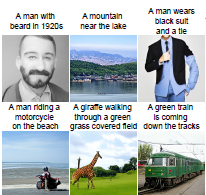 A man with
beard in 1920s
A mountain
near the lake
A man wears
black suit
and a tie
A man riding a
motorcycle
on the beach
A giraffe walking
through a green
grass covered field
A green train
is coming
down the tracks